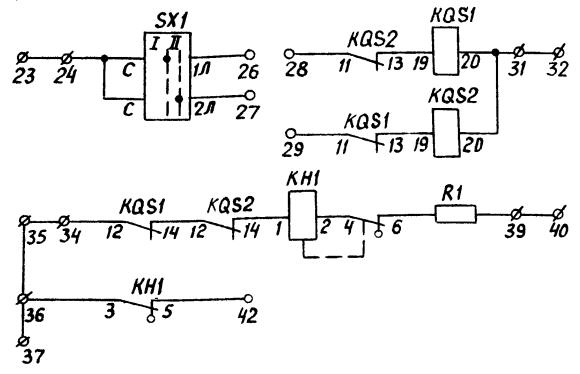 SX1
I II
23 24 C 1Л 26
C 2Л 27
KQS1
KQS2
28 11 13 19 20 31 32
KQS2
KQS1
29 11 13 19 20
KH1
KQS1 KQS2 R1
35 34 12 14 12 14 1 2 4 6 39 40
KH1
36 3 5 42
37